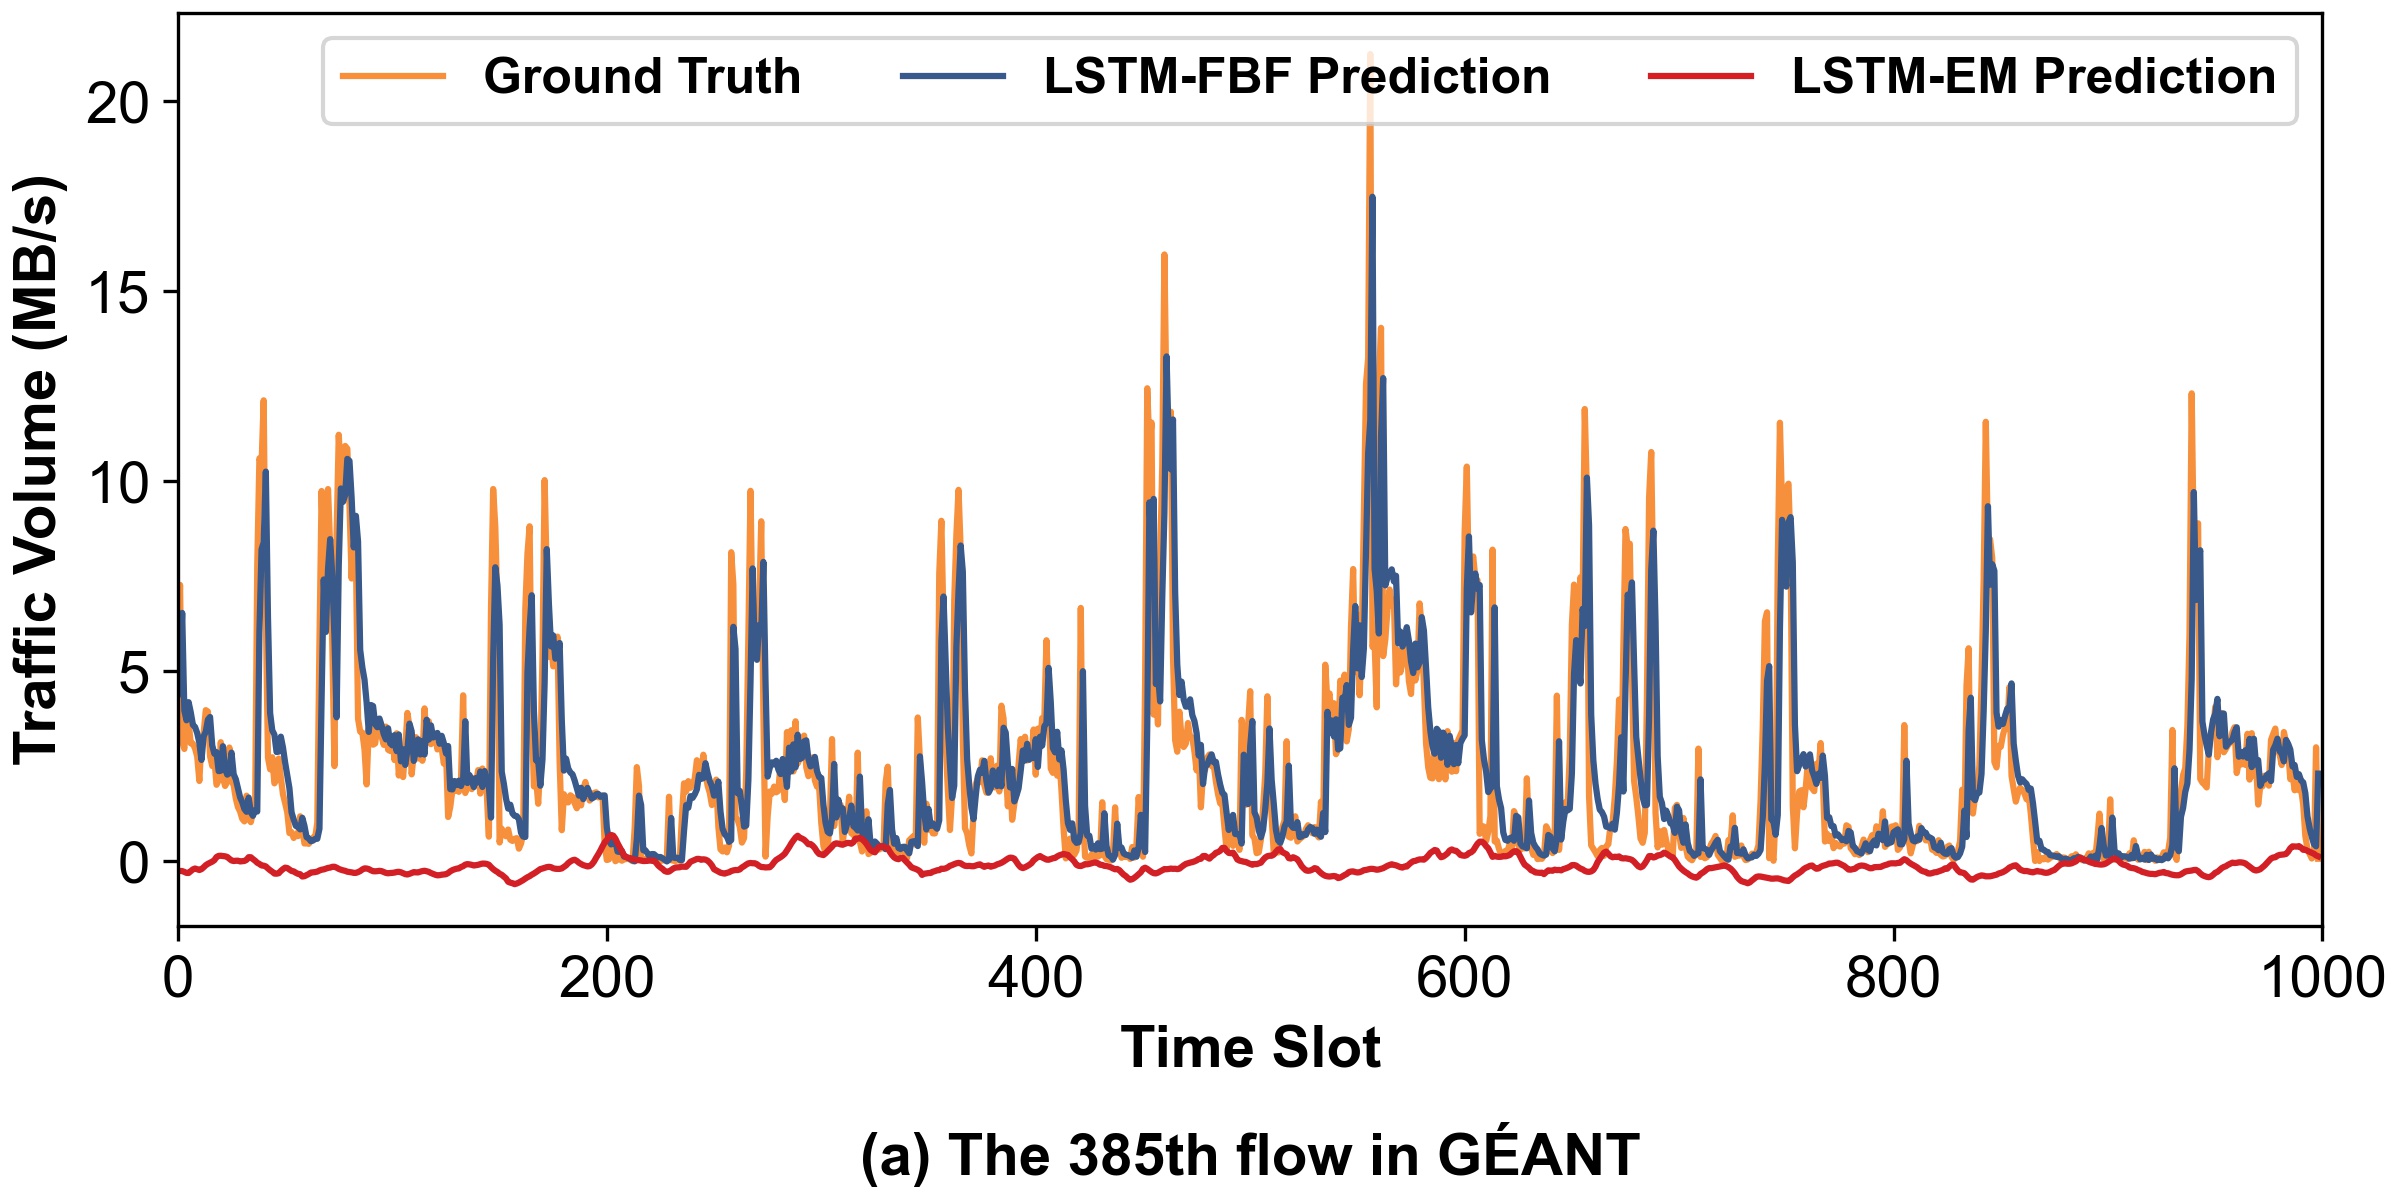 Ground Truth LSTM-FBF Prediction LSTM-EM Prediction
Traffic Volume (MB/s)
20
15
10
5
0
0 200 400 600 800 1000
Time Slot
(a) The 385th flow in GÉANT